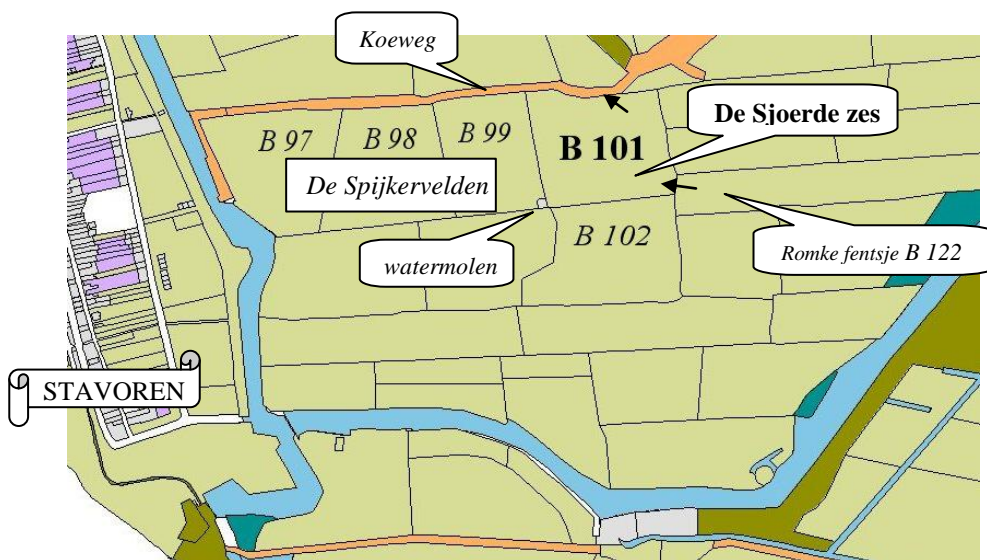 Koeweg
De Sjoerde zes
B 97
B 98
B 99
B 101
De Spijkervelden
B 102
watermolen
Romke fentsje B 122
STAVOREN